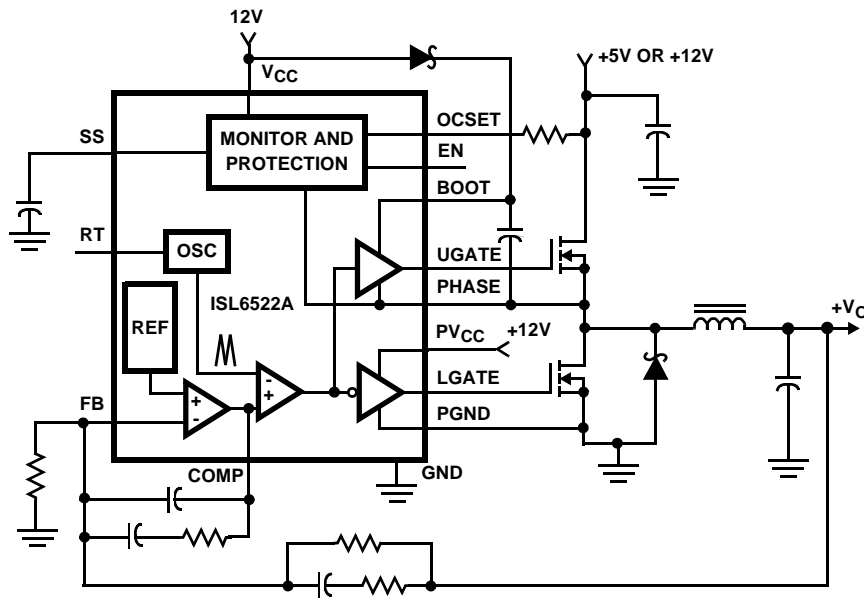 12V
VCC
+5V OR +12V
SS
MONITOR AND
PROTECTION
OCSET
EN
BOOT
RT
OSC
UGATE
PHASE
ISL6522A
REF
PVCC
+12V
+VO
LGATE
PGND
FB
+
-
-
+
COMP
GND